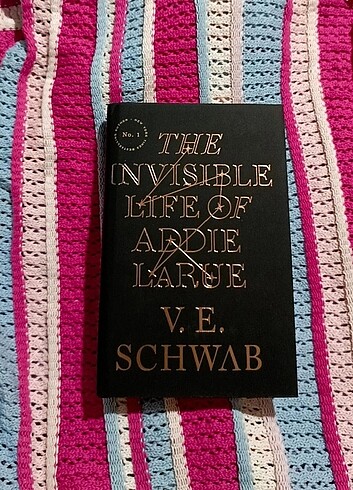 No. 1
THE
INVISIBLE
LIFE OF
ADDIE
LARUE
V. E.
SCHWAB